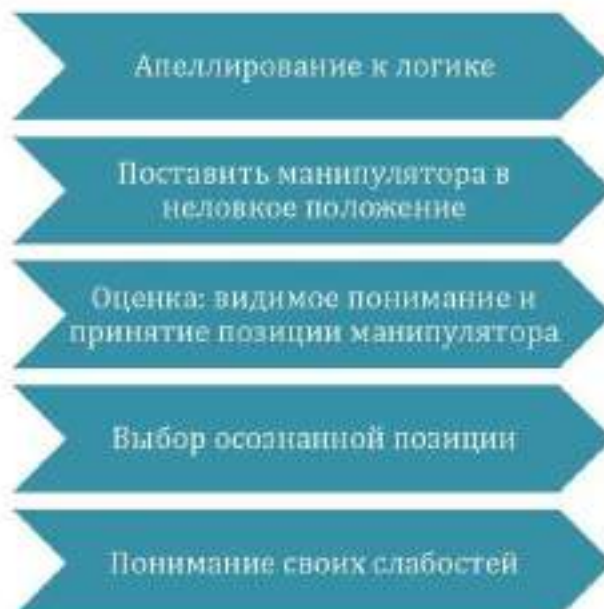 Апеллирование к логике
Поставить манипулятора в
неловкое положение
Оценка: видимое понимание и
принятие позиции манипулятора
Выбор осознанной позиции
Понимание своих слабостей